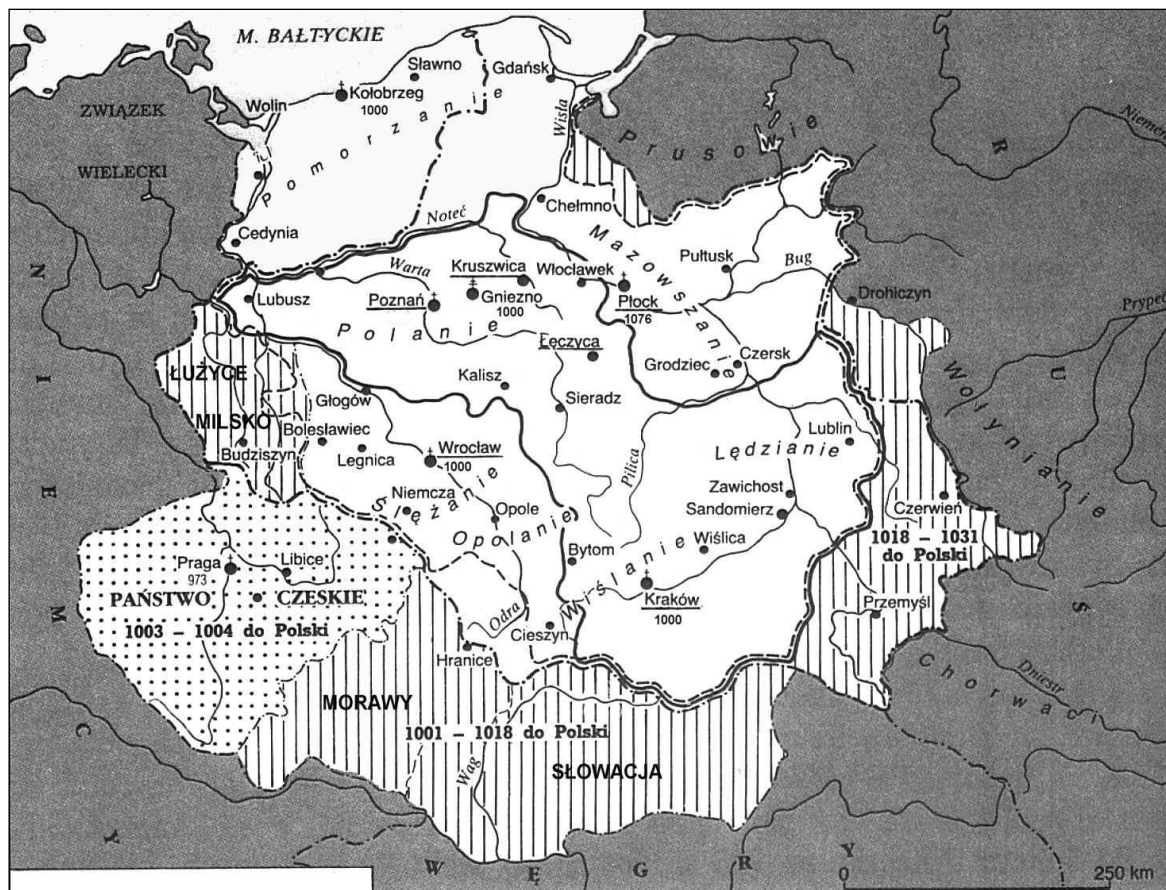 M. BAŁTYCKIE
Sławno
Gdańsk
Kołobrzeg
1000
Wolin
ZWIĄZEK
WIELECKI
Pomorzanie
Wisła
Prusowie
Niemen
R U Ś
Cedynia
Noteć
Chełmno
Mazowszanie
Pułtusk
Bug
Warta
Kruszwica
Włocławek
Lubusz
Poznań
Gniezno
1000
Płock
1076
Drohiczyn
Prypeć
Polanie
Łęczyca
Grodziec
Czersk
Wołynianie
ŁUŻYCE
Kalisz
Sieradz
Głogów
MILSKO
Bolesławiec
Budziszyn
Legnica
Wrocław
1000
Pilica
Lędzianie
Lublin
Niemcza
Ślężanie
Opole
Opolanie
Zawichost
Sandomierz
Czerwień
1018 – 1031
do Polski
Praga
973
Libice
Bytom
Wiślanie
Wiślica
Kraków
1000
PAŃSTWO CZESKIE
1003 – 1004 do Polski
Przemyśl
Odra
Cieszyn
Hranice
Chorwaci
Dniestr
MORAWY
1001 – 1018 do Polski
SŁOWACJA
Wag
NIEMCY
WĘGRY
0 250 km